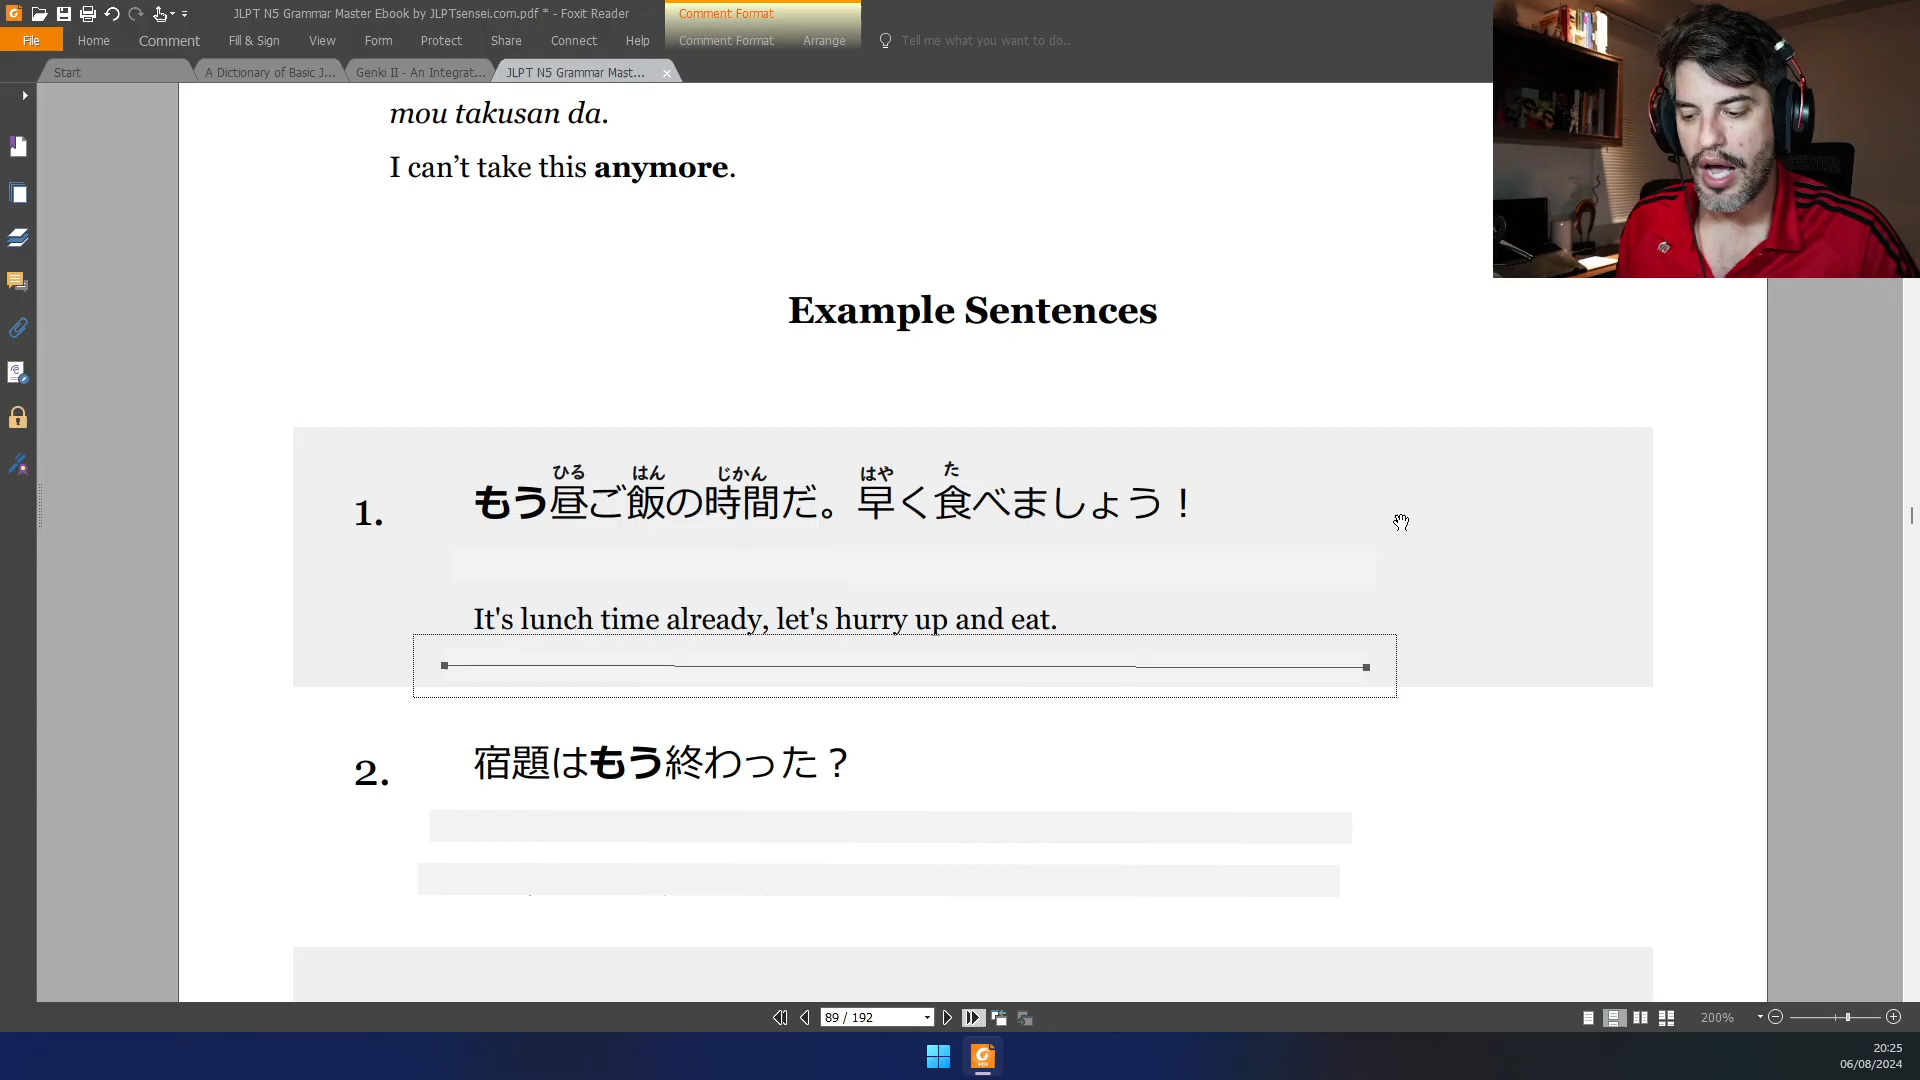 JLPT N5 Grammar Master Ebook by JLPTsensei.com.pdf * - Foxit Reader
Comment Format
File
Home
Comment
Fill & Sign
View
Form
Protect
Share
Connect
Help
Comment Format
Arrange
Tell me what you want to do..
Start
A Dictionary of Basic J...
Genki II - An Integrat...
JLPT N5 Grammar Mast...
mou takusan da.
I can't take this anymore.
Example Sentences
ひる はん じかん はや た
1. もう昼ご飯の時間だ。早く食べましょう！
It's lunch time already, let's hurry up and eat.
2. 宿題はもう終わった？
89 / 192
200%
20:25
06/08/2024